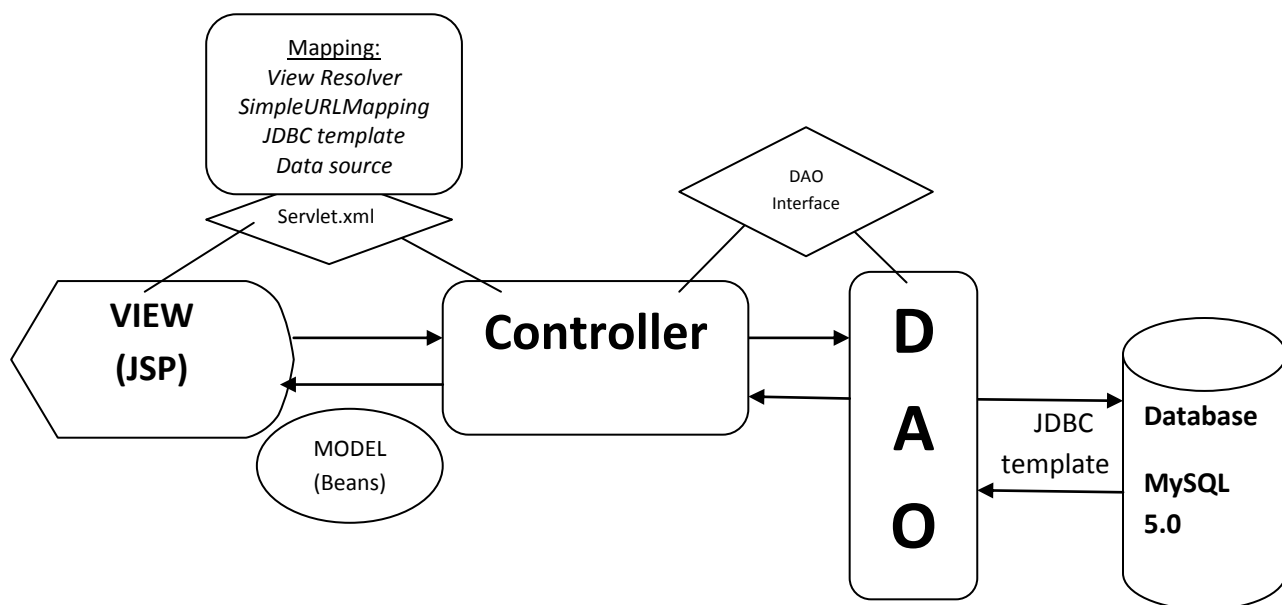 Mapping:
View Resolver
SimpleURLMapping
JDBC template
Data source
Servlet.xml
DAO
Interface
VIEW
(JSP)
Controller
D
A
O
MODEL
(Beans)
JDBC
template
Database
MySQL
5.0